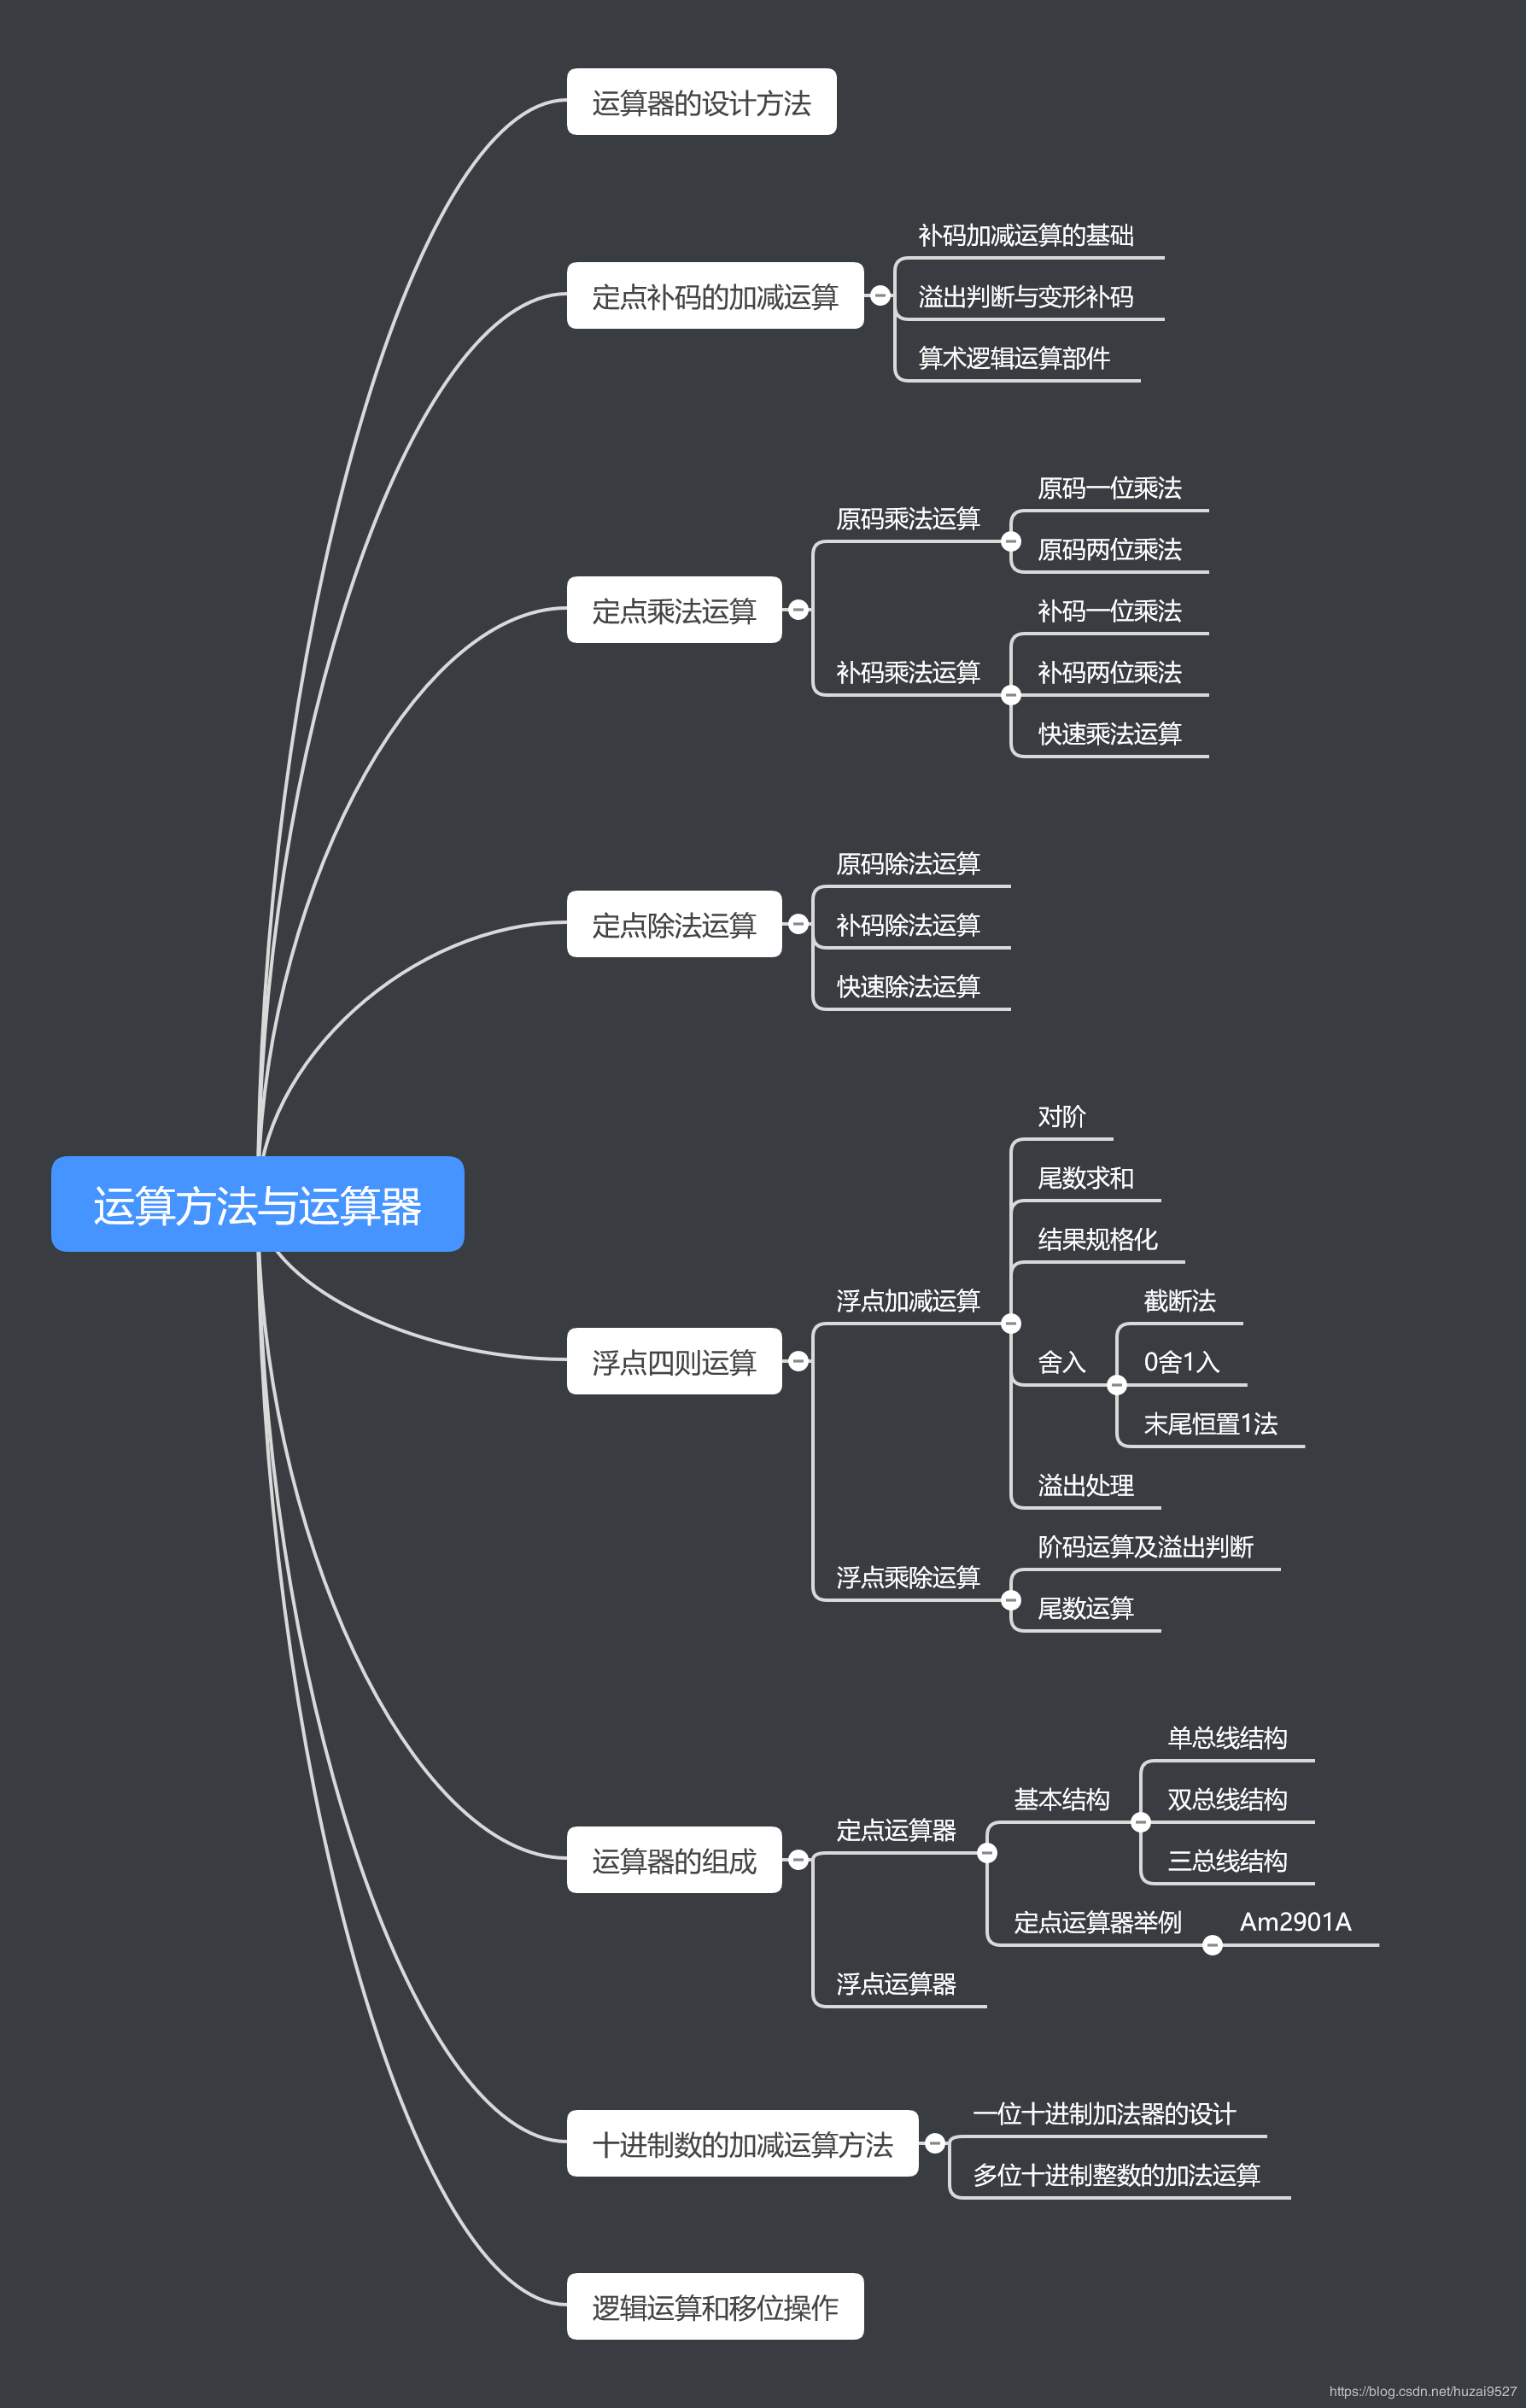 运算器的设计方法
补码加减运算的基础
定点补码的加减运算
溢出判断与变形补码
算术逻辑运算部件
原码一位乘法
原码乘法运算
原码两位乘法
定点乘法运算
补码一位乘法
补码乘法运算
补码两位乘法
快速乘法运算
原码除法运算
定点除法运算
补码除法运算
快速除法运算
运算方法与运算器
对阶
尾数求和
结果规格化
浮点加减运算
截断法
浮点四则运算
舍入
0舍1入
末尾恒置1法
溢出处理
阶码运算及溢出判断
浮点乘除运算
尾数运算
单总线结构
基本结构
双总线结构
定点运算器
运算器的组成
三总线结构
定点运算器举例
Am2901A
浮点运算器
一位十进制加法器的设计
十进制数的加减运算方法
多位十进制整数的加法运算
逻辑运算和移位操作
https://blog.csdn.net/huzai9527